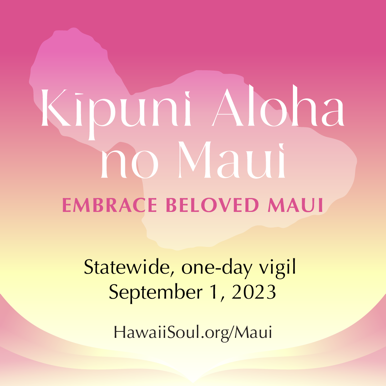 Kīpuni Aloha
no Maui
EMBRACE BELOVED MAUI
Statewide, one-day vigil
September 1, 2023
HawaiiSoul.org/Maui